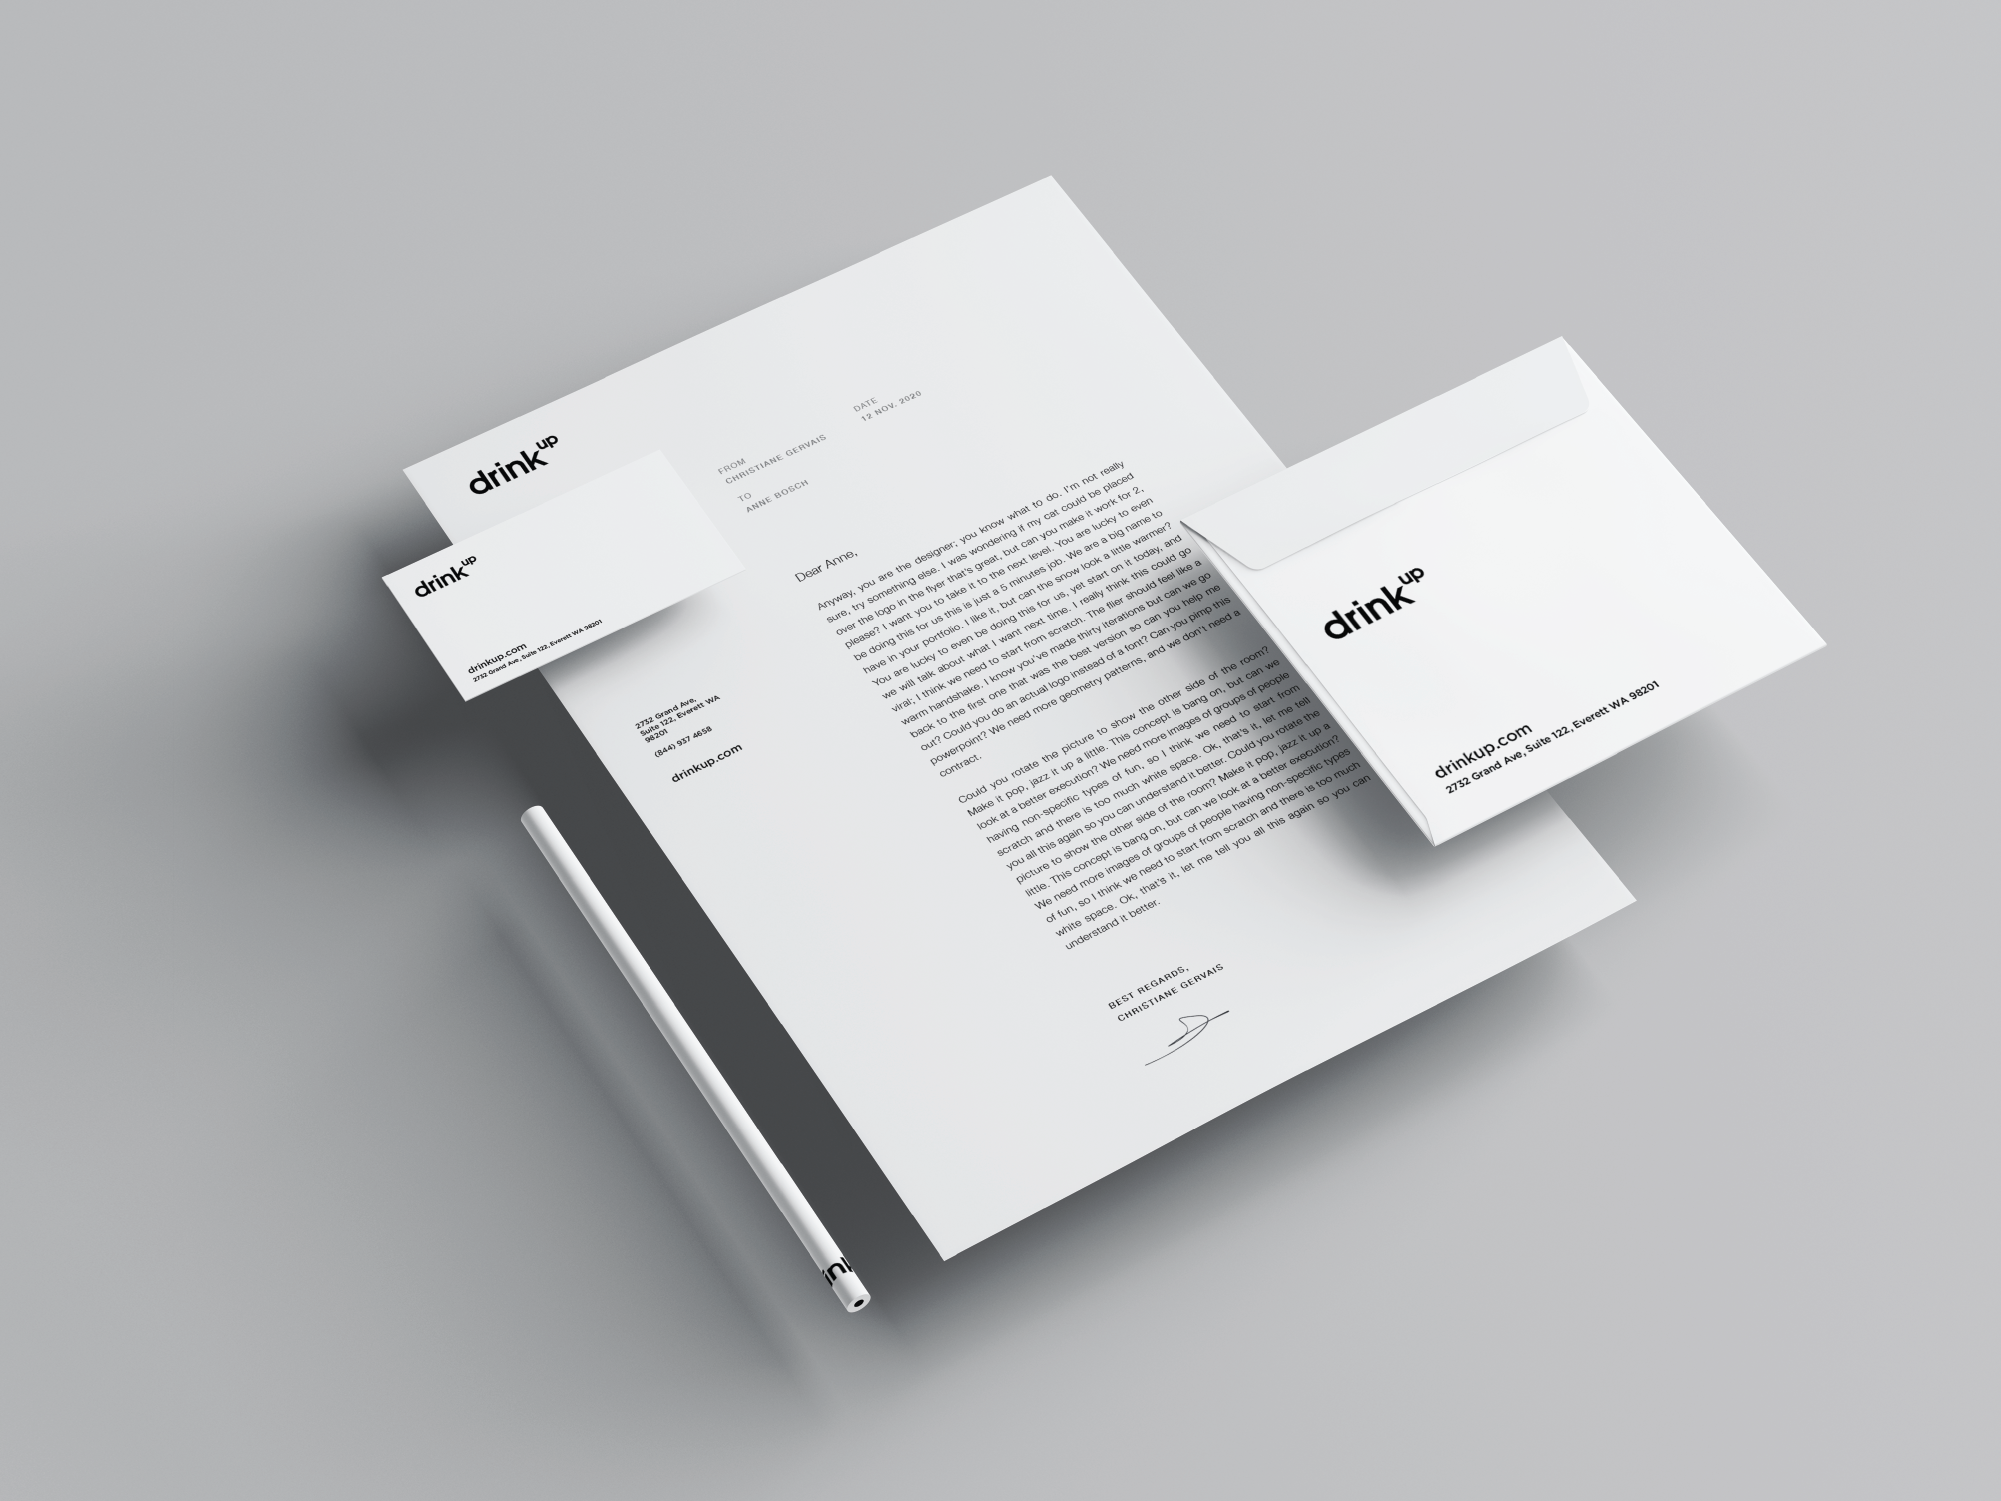 drinkup
FROM
CHRISTIANE GERVAIS
DATE
12 NOV. 2020
TO
ANNE BOSCH
Dear Anne,
Anyway, you are the designer; you know what to do. I'm not really
sure, try something else. I was wondering if my cat could be placed
over the logo in the flyer that's great, but can you make it work for 2,
please? I want you to take it to the next level. You are lucky to even
be doing this for us this is just a 5 minutes job. We are a big name to
have in your portfolio. I like it, but can the snow look a little warmer?
You are lucky to even be doing this for us, yet start on it today, and
we will talk about what I want next time. I really think this could go
viral; I think we need to start from scratch. The flier should feel like a
warm handshake. I know you've made thirty iterations but can we go
back to the first one that was the best version so can you help me
out? Could you do an actual logo instead of a font? Can you pimp this
powerpoint? We need more geometry patterns, and we don't need a
contract.
Could you rotate the picture to show the other side of the room?
Make it pop, jazz it up a little. This concept is bang on, but can we
look at a better execution? We need more images of groups of people
having non-specific types of fun, so I think we need to start from
scratch and there is too much white space. Ok, that's it, let me tell
you all this again so you can understand it better. Could you rotate the
picture to show the other side of the room? Make it pop, jazz it up a
little. This concept is bang on, but can we look at a better execution?
We need more images of groups of people having non-specific types
of fun, so I think we need to start from scratch and there is too much
white space. Ok, that's it, let me tell you all this again so you can
understand it better.
BEST REGARDS,
CHRISTIANE GERVAIS
2732 Grand Ave,
Suite 122, Everett WA
98201
(844) 937 4658
drinkup.com
drinkup
drinkup.com
2732 Grand Ave, Suite 122, Everett WA 98201
drinkup
drinkup.com
2732 Grand Ave, Suite 122, Everett WA 98201